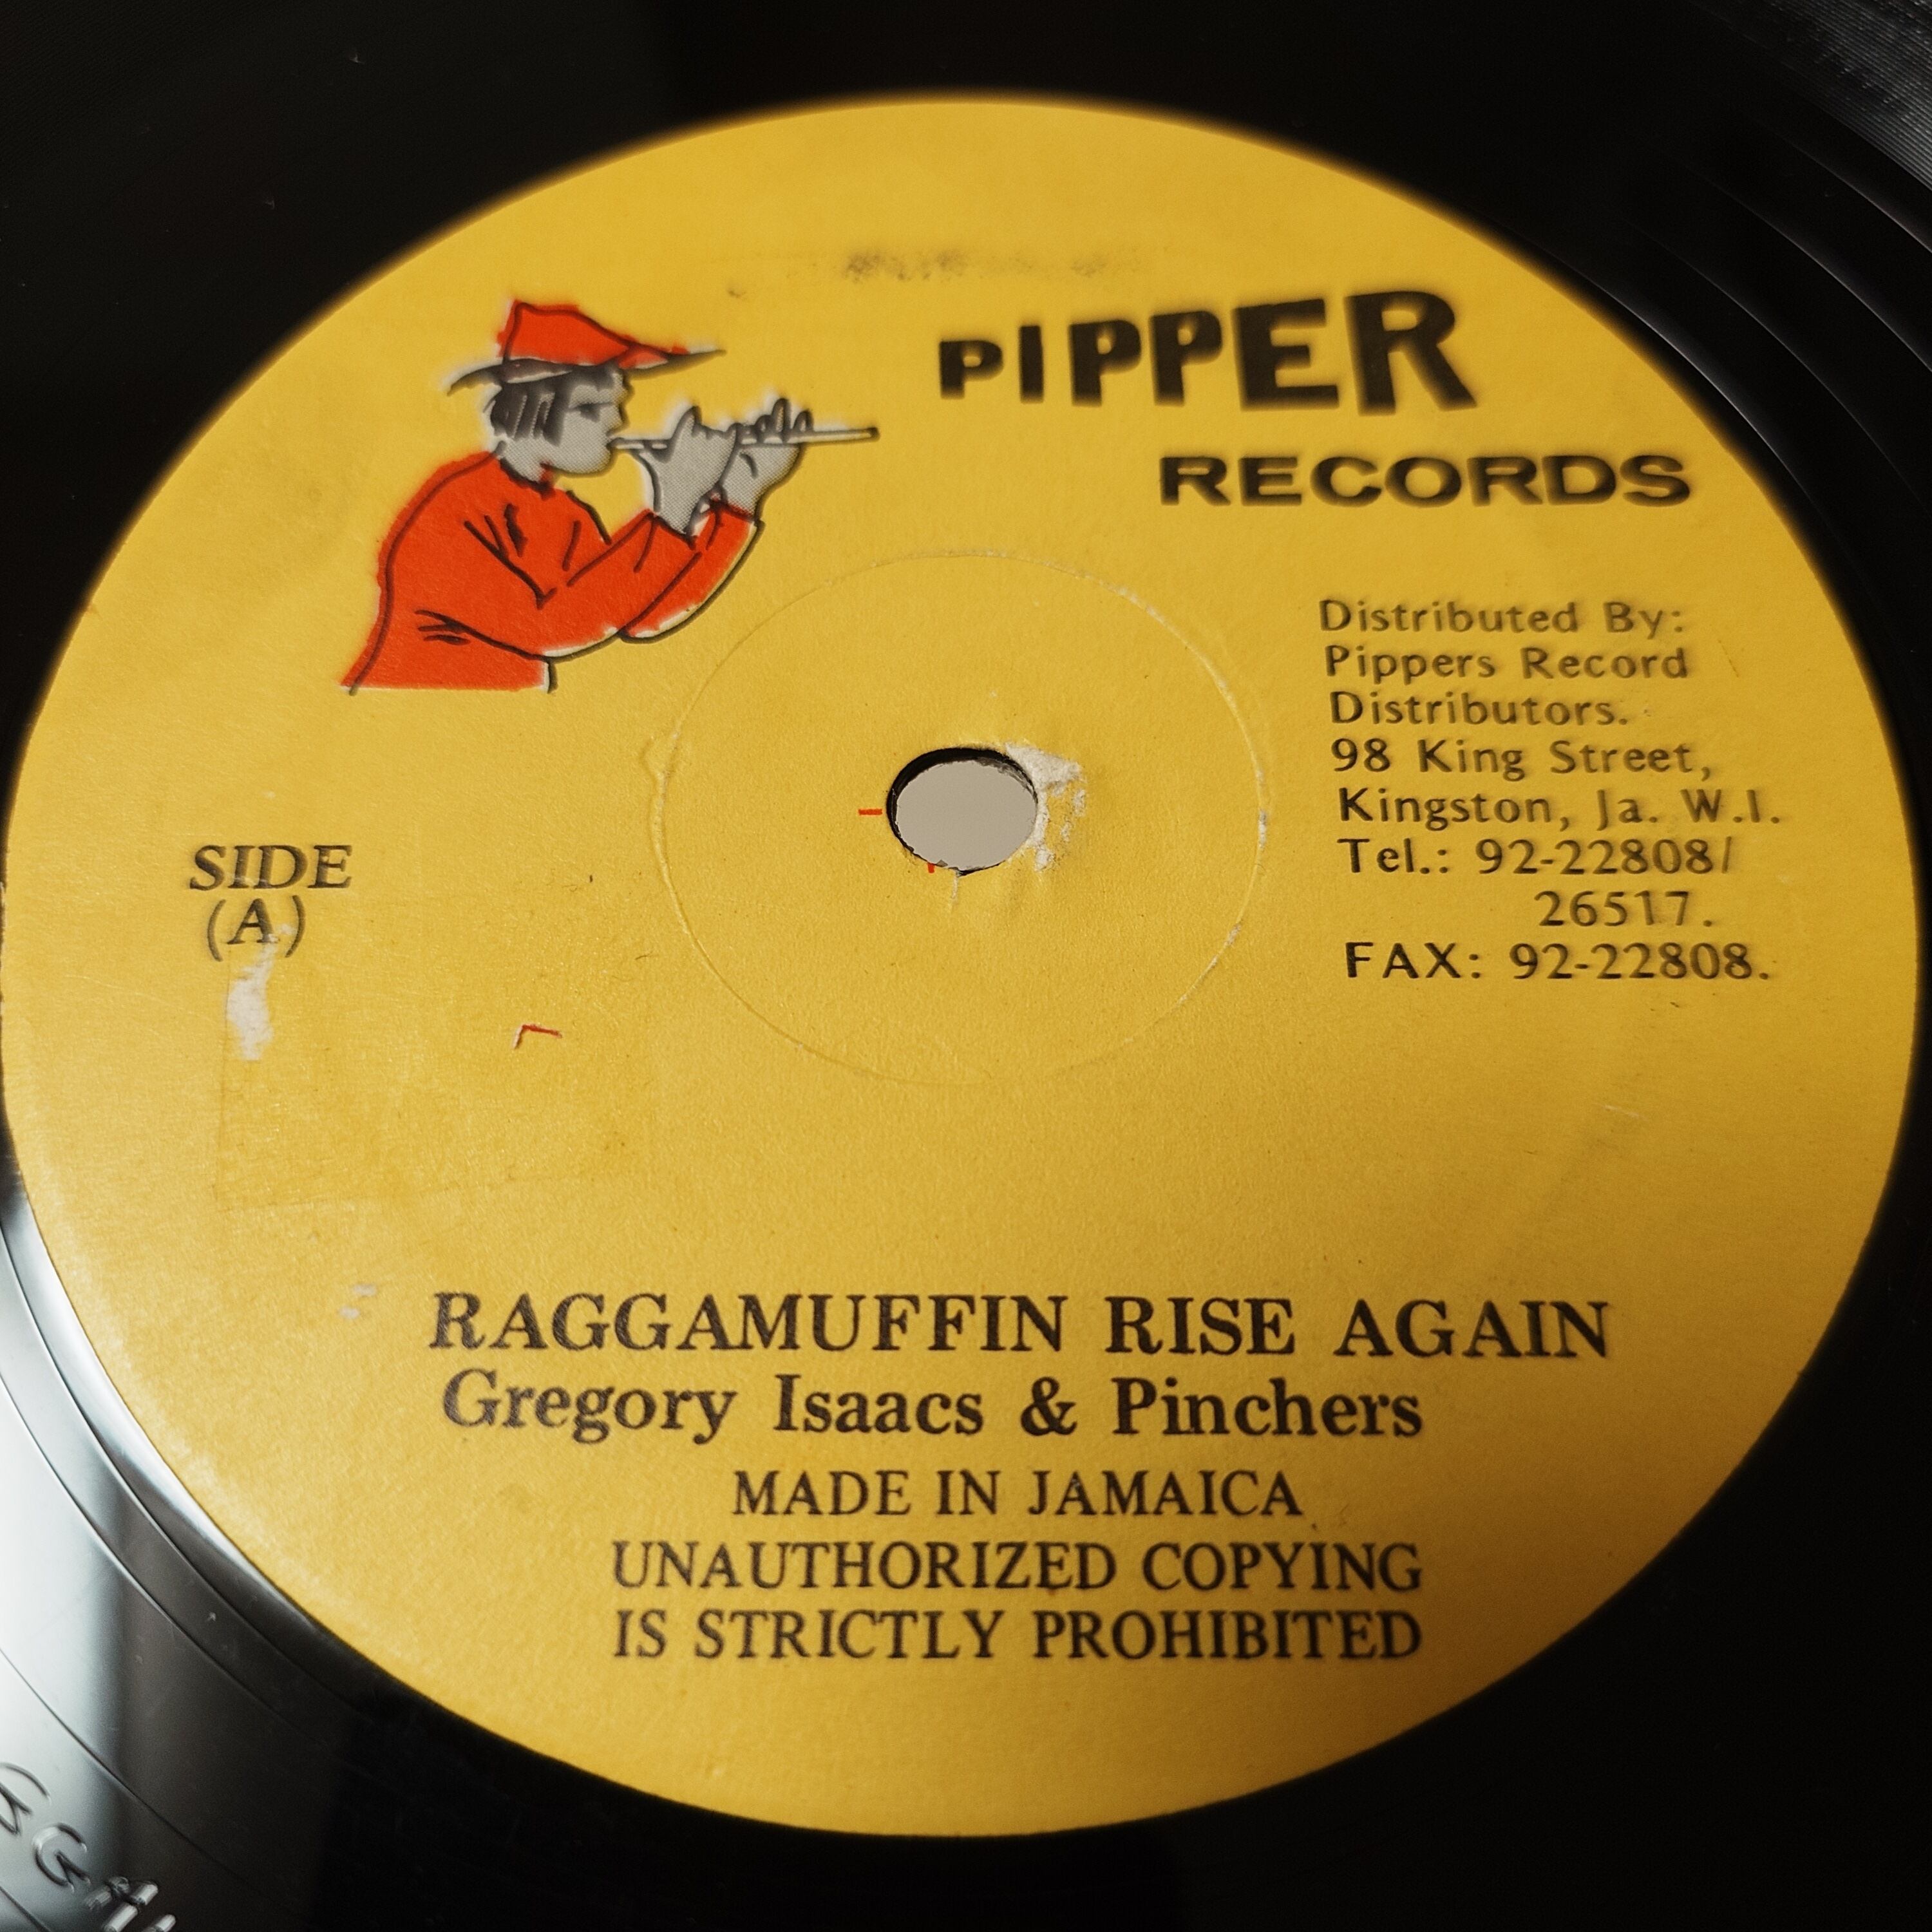 PIPPER
RECORDS
Distributed By:
Pippers Record
Distributors.
98 King Street,
Kingston, Ja. W.I.
Tel.: 92-22808/
26517.
FAX: 92-22808.
SIDE
(A)
RAGGAMUFFIN RISE AGAIN
Gregory Isaacs & Pinchers
MADE IN JAMAICA
UNAUTHORIZED COPYING
IS STRICTLY PROHIBITED